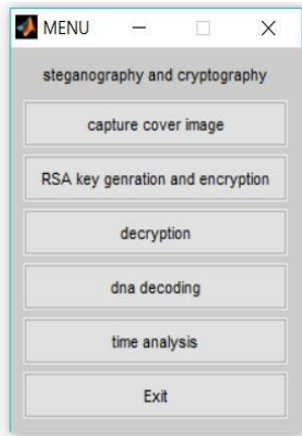 MENU
steganography and cryptography
capture cover image
RSA key genration and encryption
decryption
dna decoding
time analysis
Exit